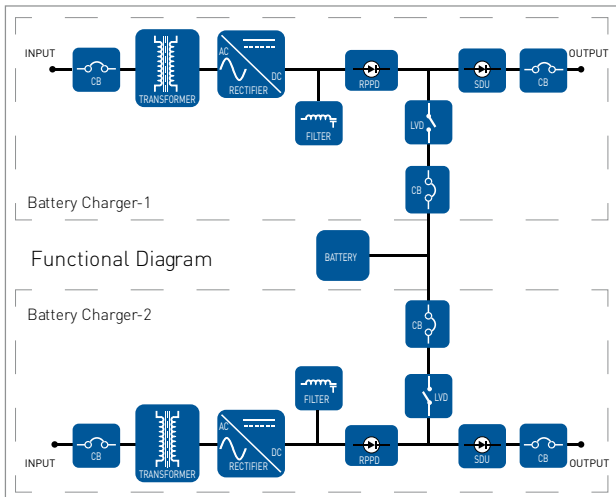 INPUT
CB
TRANSFORMER
AC
DC
RECTIFIER
FILTER
RPPD
SDU
CB
OUTPUT
LVD
CB
Battery Charger-1
Functional Diagram
BATTERY
Battery Charger-2
CB
LVD
FILTER
INPUT
CB
TRANSFORMER
AC
DC
RECTIFIER
RPPD
SDU
CB
OUTPUT